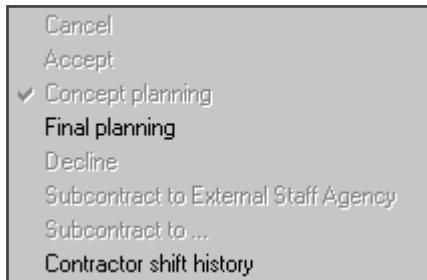 Cancel
Accept
Concept planning
Final planning
Decline
Subcontract to External Staff Agency
Subcontract to ...
Contractor shift history